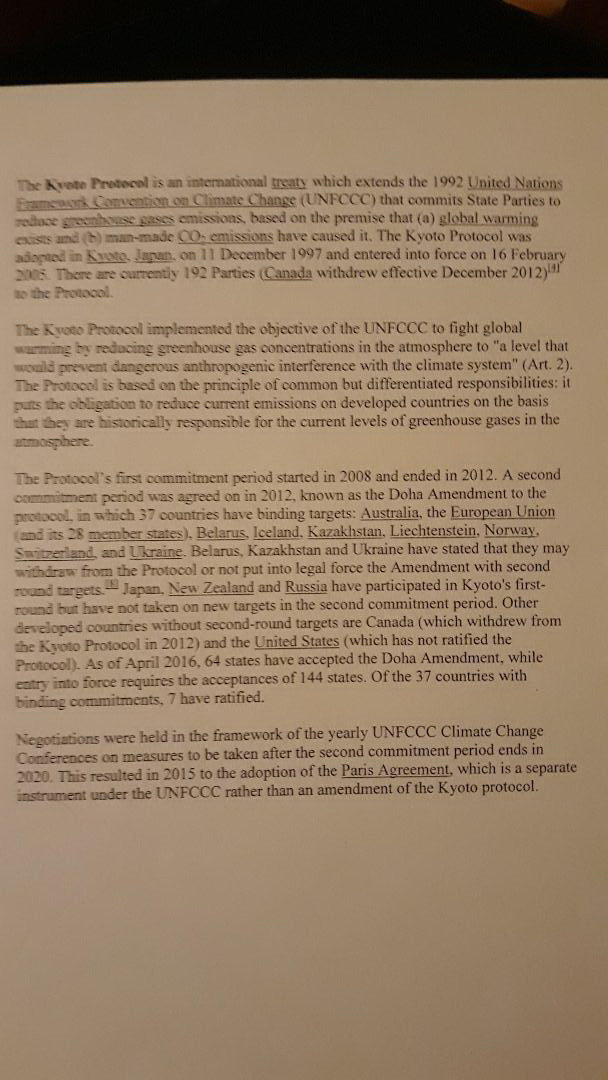 The Kyoto Protocol is an international treaty which extends the 1992 United Nations
Framework Convention on Climate Change (UNFCCC) that commits State Parties to
reduce greenhouse gases emissions, based on the premise that (a) global warming
exists and (b) man-made CO₂ emissions have caused it. The Kyoto Protocol was
adopted in Kyoto, Japan, on 11 December 1997 and entered into force on 16 February
2005. There are currently 192 Parties (Canada withdrew effective December 2012)[4]
to the Protocol.
The Kyoto Protocol implemented the objective of the UNFCCC to fight global
warming by reducing greenhouse gas concentrations in the atmosphere to "a level that
would prevent dangerous anthropogenic interference with the climate system" (Art. 2).
The Protocol is based on the principle of common but differentiated responsibilities: it
puts the obligation to reduce current emissions on developed countries on the basis
that they are historically responsible for the current levels of greenhouse gases in the
atmosphere.
The Protocol's first commitment period started in 2008 and ended in 2012. A second
commitment period was agreed on in 2012, known as the Doha Amendment to the
protocol, in which 37 countries have binding targets: Australia, the European Union
(and its 28 member states), Belarus, Iceland, Kazakhstan, Liechtenstein, Norway,
Switzerland, and Ukraine. Belarus, Kazakhstan and Ukraine have stated that they may
withdraw from the Protocol or not put into legal force the Amendment with second
round targets. Japan, New Zealand and Russia have participated in Kyoto's first-
round but have not taken on new targets in the second commitment period. Other
developed countries without second-round targets are Canada (which withdrew from
the Kyoto Protocol in 2012) and the United States (which has not ratified the
Protocol). As of April 2016, 64 states have accepted the Doha Amendment, while
entry into force requires the acceptances of 144 states. Of the 37 countries with
binding commitments, 7 have ratified.
Negotiations were held in the framework of the yearly UNFCCC Climate Change
Conferences on measures to be taken after the second commitment period ends in
2020. This resulted in 2015 to the adoption of the Paris Agreement, which is a separate
instrument under the UNFCCC rather than an amendment of the Kyoto protocol.